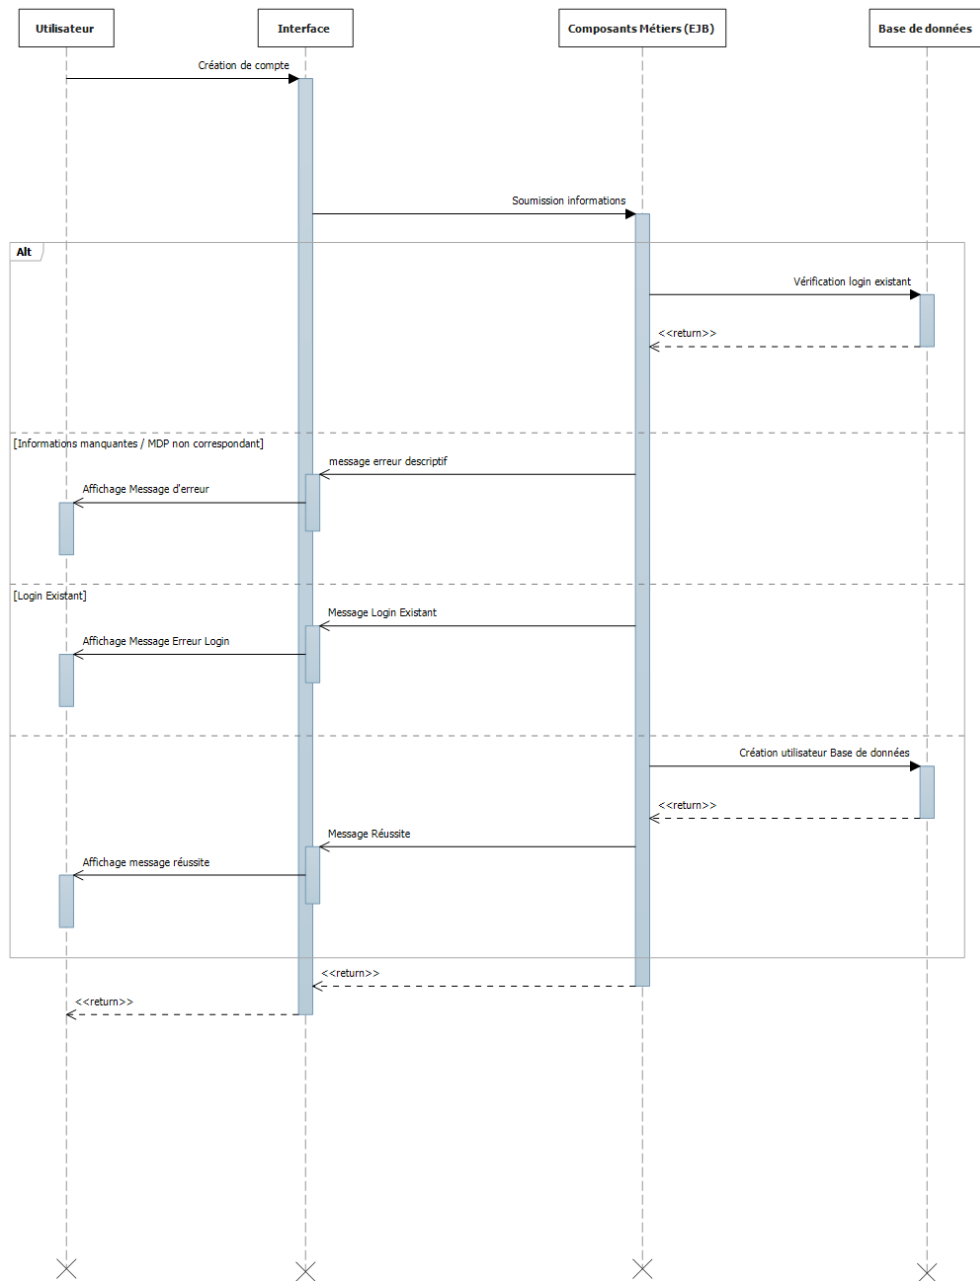 Utilisateur
Interface
Composants Métiers (EJB)
Base de données
Création de compte
Soumission informations
Alt
Vérification login existant
<<return>>
[Informations manquantes / MDP non correspondant]
message erreur descriptif
Affichage Message d'erreur
[Login Existant]
Message Login Existant
Affichage Message Erreur Login
Création utilisateur Base de données
<<return>>
Message Réussite
Affichage message réussite
<<return>>
<<return>>